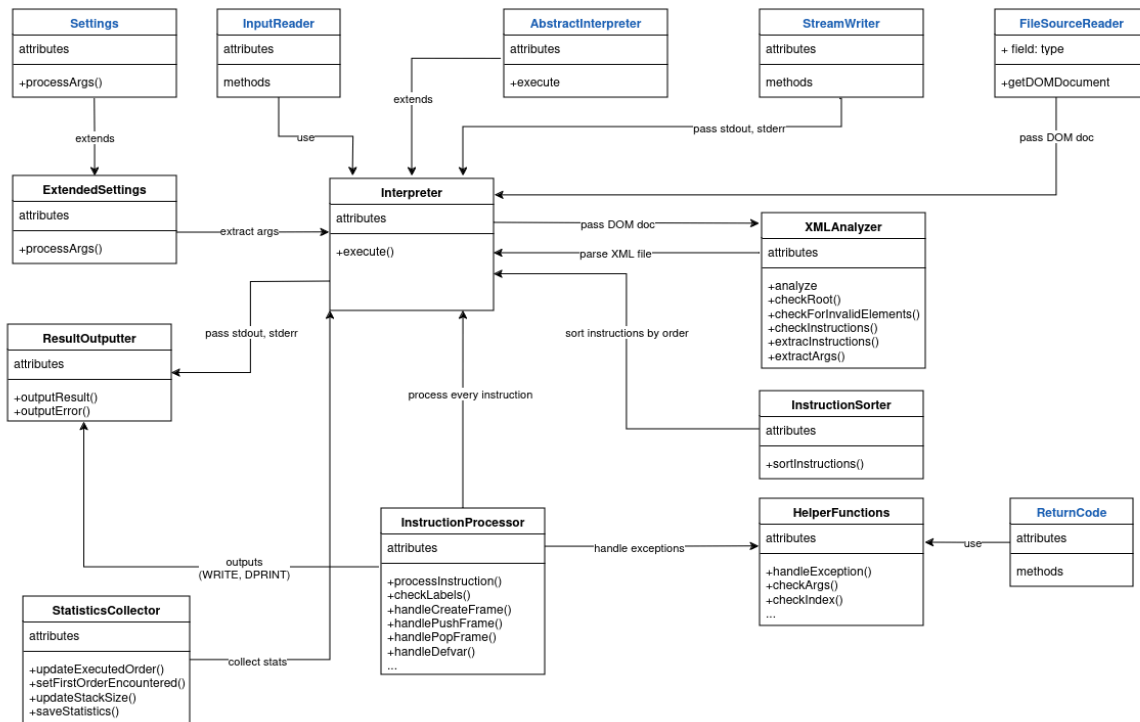 Settings
attributes
+processArgs()
InputReader
attributes
methods
AbstractInterpreter
attributes
+execute
StreamWriter
attributes
methods
FileSourceReader
+ field: type
+getDOMDocument
extends
use
extends
pass stdout, stderr
pass DOM doc
ExtendedSettings
attributes
+processArgs()
extract args
Interpreter
attributes
+execute()
pass DOM doc
parse XML file
XMLAnalyzer
attributes
+analyze
+checkRoot()
+checkForInvalidElements()
+checkInstructions()
+extracInstructions()
+extractArgs()
pass stdout, stderr
sort instructions by order
ResultOutputter
attributes
+outputResult()
+outputError()
process every instruction
InstructionSorter
attributes
+sortInstructions()
InstructionProcessor
attributes
+processInstruction()
+checkLabels()
+handleCreateFrame()
+handlePushFrame()
+handlePopFrame()
+handleDefvar()
...
handle exceptions
HelperFunctions
attributes
+handleException()
+checkArgs()
+checkIndex()
...
use
ReturnCode
attributes
methods
outputs
(WRITE, DPRINT)
StatisticsCollector
attributes
+updateExecutedOrder()
+setFirstOrderEncountered()
+updateStackSize()
+saveStatistics()
collect stats